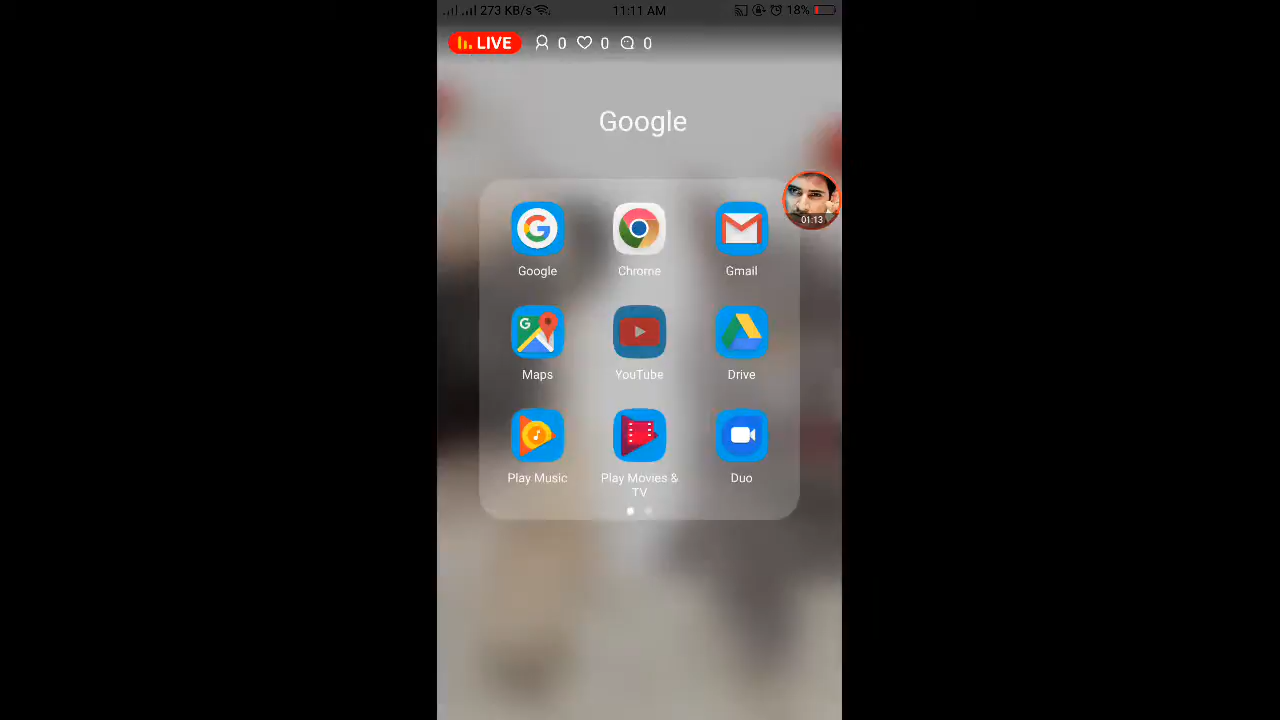 273 KB/s 11:11 AM 18%
LIVE 0 0 0
Google
01:13
Google Chrome Gmail
G
Maps YouTube Drive
Play Music Play Movies & TV Duo